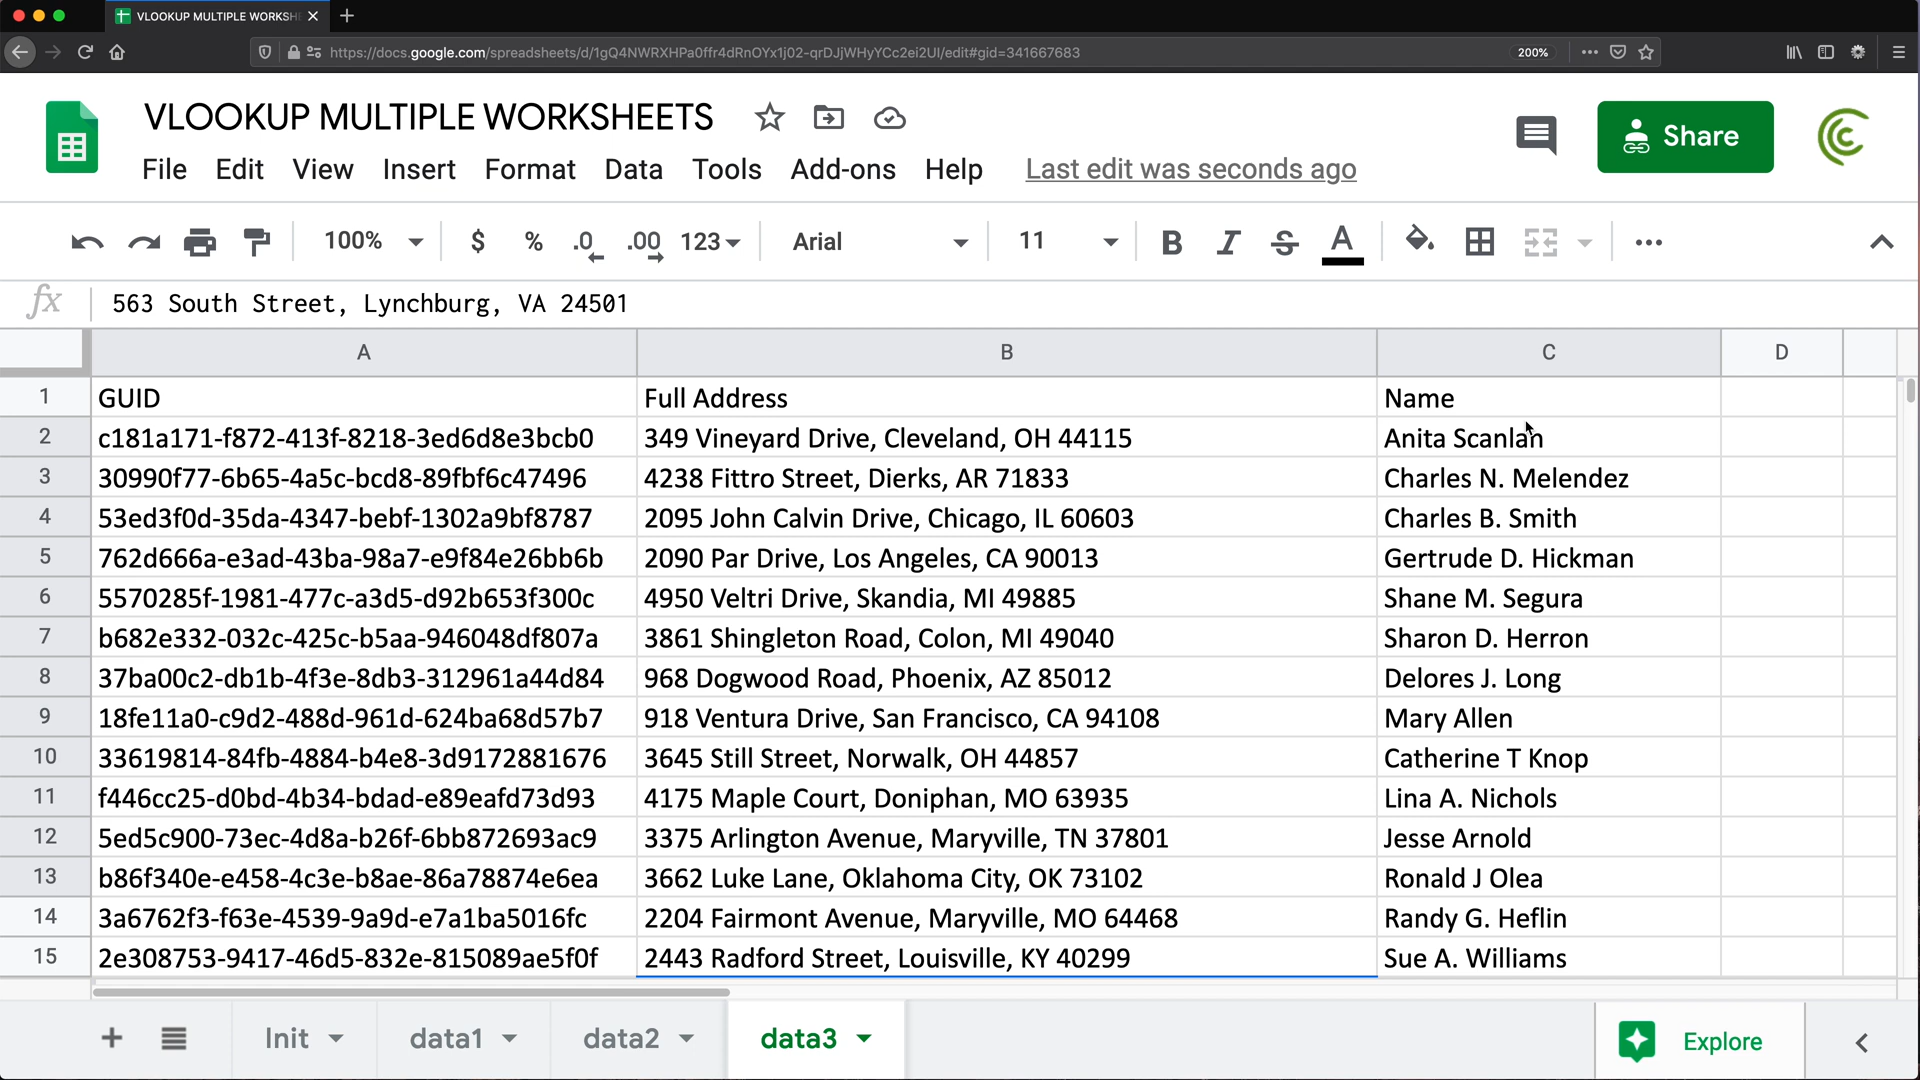 VLOOKUP MULTIPLE WORKSH
https://docs.google.com/spreadsheets/d/1gQ4NWRXHPa0ffr4dRnOYx1j02-qrDJjWHyYCc2ei2UI/edit#gid=341667683 200%
VLOOKUP MULTIPLE WORKSHEETS
Share
File Edit View Insert Format Data Tools Add-ons Help Last edit was seconds ago
100% $ % .0 .00 123 Arial 11 B I S A
fx 563 South Street, Lynchburg, VA 24501
A B C D
1 GUID Full Address Name
2 c181a171-f872-413f-8218-3ed6d8e3bcb0 349 Vineyard Drive, Cleveland, OH 44115 Anita Scanlan
3 30990f77-6b65-4a5c-bcd8-89fbf6c47496 4238 Fittro Street, Dierks, AR 71833 Charles N. Melendez
4 53ed3f0d-35da-4347-bebf-1302a9bf8787 2095 John Calvin Drive, Chicago, IL 60603 Charles B. Smith
5 762d666a-e3ad-43ba-98a7-e9f84e26bb6b 2090 Par Drive, Los Angeles, CA 90013 Gertrude D. Hickman
6 5570285f-1981-477c-a3d5-d92b653f300c 4950 Veltri Drive, Skandia, MI 49885 Shane M. Segura
7 b682e332-032c-425c-b5aa-946048df807a 3861 Shingleton Road, Colon, MI 49040 Sharon D. Herron
8 37ba00c2-db1b-4f3e-8db3-312961a44d84 968 Dogwood Road, Phoenix, AZ 85012 Delores J. Long
9 18fe11a0-c9d2-488d-961d-624ba68d57b7 918 Ventura Drive, San Francisco, CA 94108 Mary Allen
10 33619814-84fb-4884-b4e8-3d9172881676 3645 Still Street, Norwalk, OH 44857 Catherine T Knop
11 f446cc25-d0bd-4b34-bdad-e89eafd73d93 4175 Maple Court, Doniphan, MO 63935 Lina A. Nichols
12 5ed5c900-73ec-4d8a-b26f-6bb872693ac9 3375 Arlington Avenue, Maryville, TN 37801 Jesse Arnold
13 b86f340e-e458-4c3e-b8ae-86a78874e6ea 3662 Luke Lane, Oklahoma City, OK 73102 Ronald J Olea
14 3a6762f3-f63e-4539-9a9d-e7a1ba5016fc 2204 Fairmont Avenue, Maryville, MO 64468 Randy G. Heflin
15 2e308753-9417-46d5-832e-815089ae5f0f 2443 Radford Street, Louisville, KY 40299 Sue A. Williams
Init data1 data2 data3 Explore